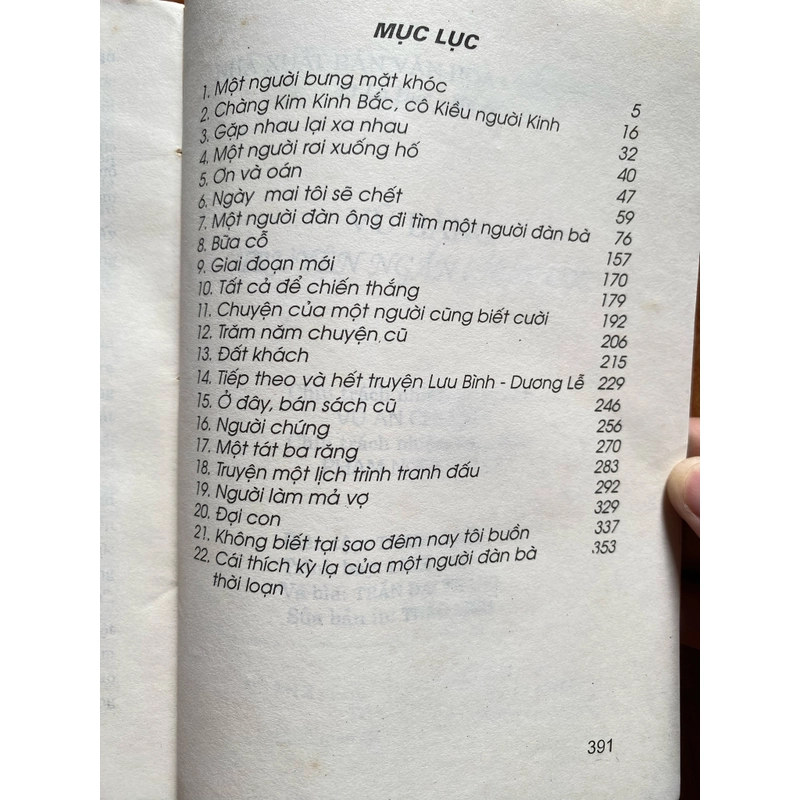 MỤC LỤC
1. Một người bưng mặt khóc 5
2. Chàng Kim Kinh Bắc, cô Kiều người Kinh 16
3. Gặp nhau lại xa nhau 32
4. Một người rơi xuống hố 40
5. Ơn và oán 47
6. Ngày mai tôi sẽ chết 59
7. Một người đàn ông đi tìm một người đàn bà 76
8. Bữa cỗ 157
9. Giai đoạn mới 170
10. Tất cả để chiến thắng 179
11. Chuyện của một người cũng biết cười 192
12. Trăm năm chuyện cũ 206
13. Đất khách 215
14. Tiếp theo và hết truyện Lưu Bình - Dương Lễ 229
15. Ở đây, bán sách cũ 246
16. Người chứng 256
17. Một tát ba răng 270
18. Truyện một lịch trình tranh đấu 283
19. Người làm mả vợ 292
20. Đợi con 329
21. Không biết tại sao đêm nay tôi buồn 337
22. Cái thích kỳ lạ của một người đàn bà 353
thời loạn
391